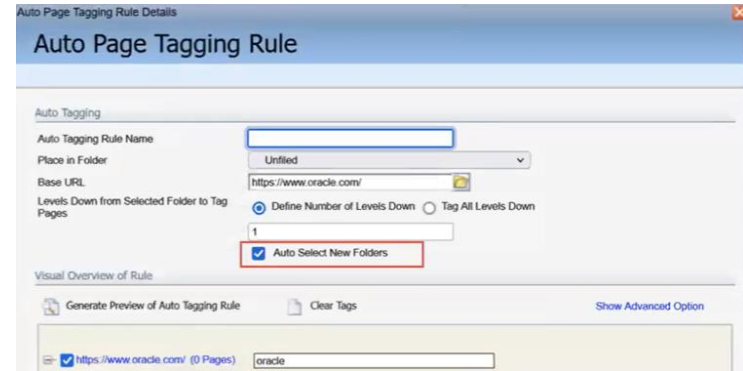 Auto Page Tagging Rule Details
Auto Page Tagging Rule
Auto Tagging
Auto Tagging Rule Name
Place in Folder
Unfiled
Base URL
https://www.oracle.com/
Levels Down from Selected Folder to Tag
Pages
Define Number of Levels Down
Tag All Levels Down
1
Auto Select New Folders
Visual Overview of Rule
Generate Preview of Auto Tagging Rule
Clear Tags
Show Advanced Option
https://www.oracle.com/ (0 Pages)
oracle